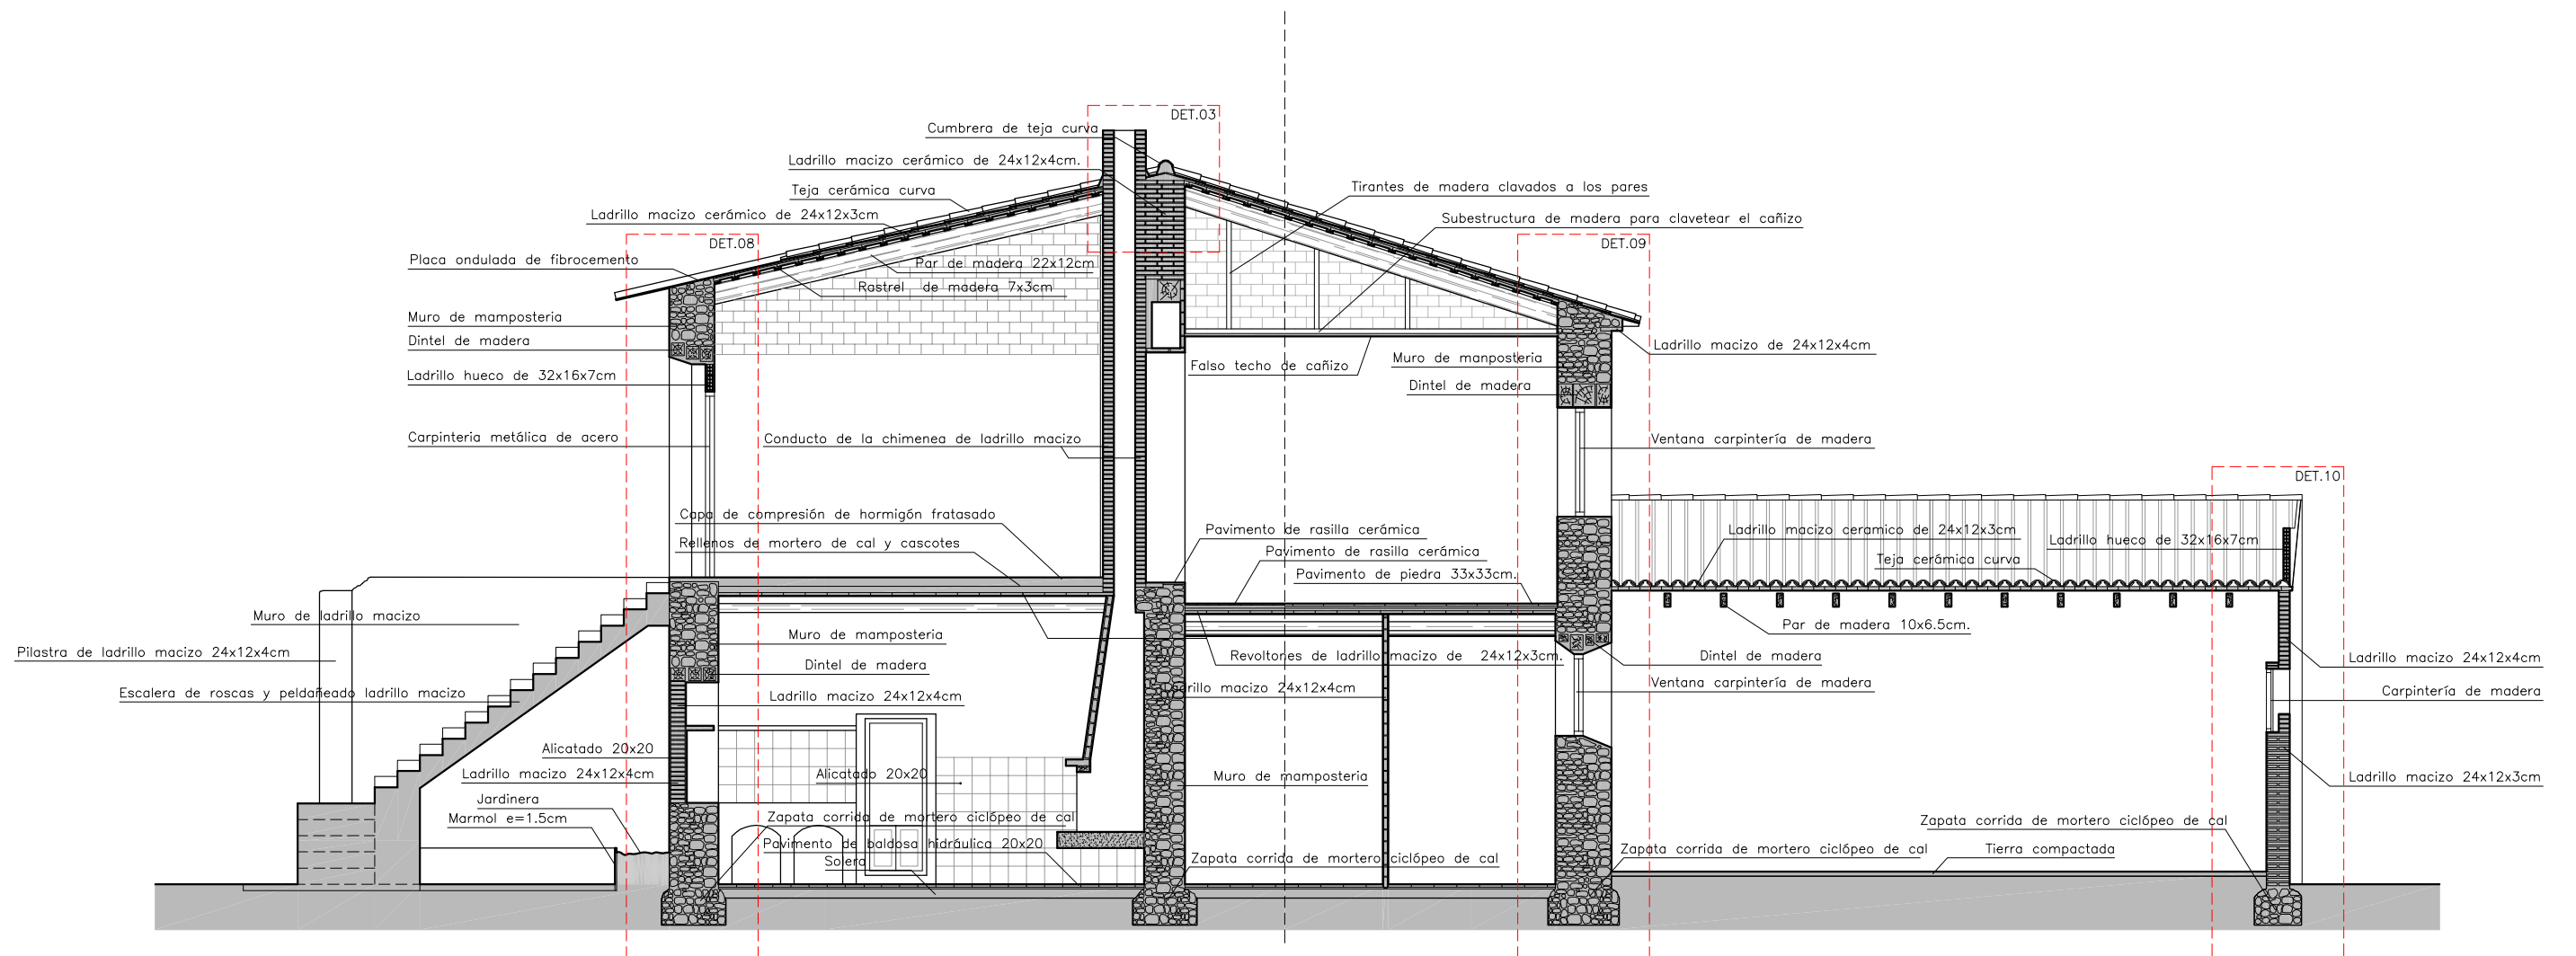 DET.03
Cumbrera de teja curva
Ladrillo macizo cerámico de 24x12x4cm.
Teja cerámica curva
Tirantes de madera clavados a los pares
Ladrillo macizo cerámico de 24x12x3cm
Subestructura de madera para clavetear el cañizo
DET.08
DET.09
Placa ondulada de fibrocemento
Par de madera 22x12cm
Rastrel de madera 7x3cm
Muro de mamposteria
Dintel de madera
Ladrillo macizo de 24x12x4cm
Muro de manposteria
Falso techo de cañizo
Ladrillo hueco de 32x16x7cm
Dintel de madera
Carpinteria metálica de acero
Conducto de la chimenea de ladrillo macizo
Ventana carpintería de madera
DET.10
Capa de compresión de hormigón fratasado
Pavimento de rasilla cerámica
Ladrillo macizo ceramico de 24x12x3cm
Rellenos de mortero de cal y cascotes
Pavimento de rasilla cerámica
Ladrillo hueco de 32x16x7cm
Teja cerámica curva
Pavimento de piedra 33x33cm.
Muro de ladrillo macizo
Par de madera 10x6.5cm.
Muro de mamposteria
Pilastra de ladrillo macizo 24x12x4cm
Dintel de madera
Revoltones de ladrillo macizo de 24x12x3cm.
Dintel de madera
Ladrillo macizo 24x12x4cm
Escalera de roscas y peldañeado ladrillo macizo
Ladrillo macizo 24x12x4cm
Ladrillo macizo 24x12x4cm
Ventana carpintería de madera
Carpintería de madera
Alicatado 20x20
Ladrillo macizo 24x12x4cm
Alicatado 20x20
Muro de mamposteria
Ladrillo macizo 24x12x3cm
Jardinera
Marmol e=1.5cm
Zapata corrida de mortero ciclópeo de cal
Zapata corrida de mortero ciclópeo de cal
Pavimento de baldosa hidráulica 20x20
Solera
Zapata corrida de mortero ciclópeo de cal
Zapata corrida de mortero ciclópeo de cal
Tierra compactada